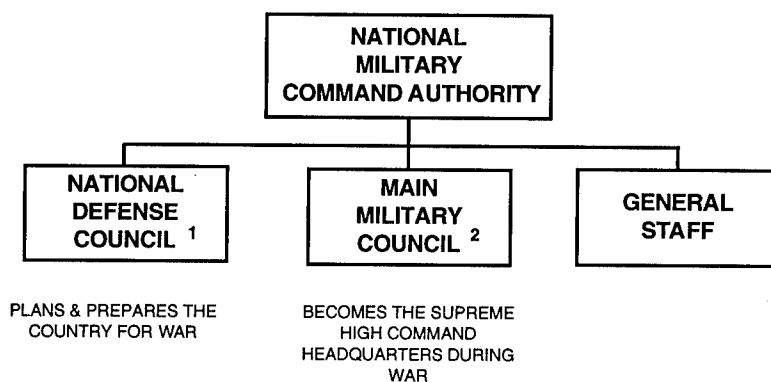 NATIONAL
MILITARY
COMMAND AUTHORITY
NATIONAL
DEFENSE
COUNCIL 1
MAIN
MILITARY
COUNCIL 2
GENERAL
STAFF
PLANS & PREPARES THE
COUNTRY FOR WAR
BECOMES THE SUPREME
HIGH COMMAND
HEADQUARTERS DURING
WAR